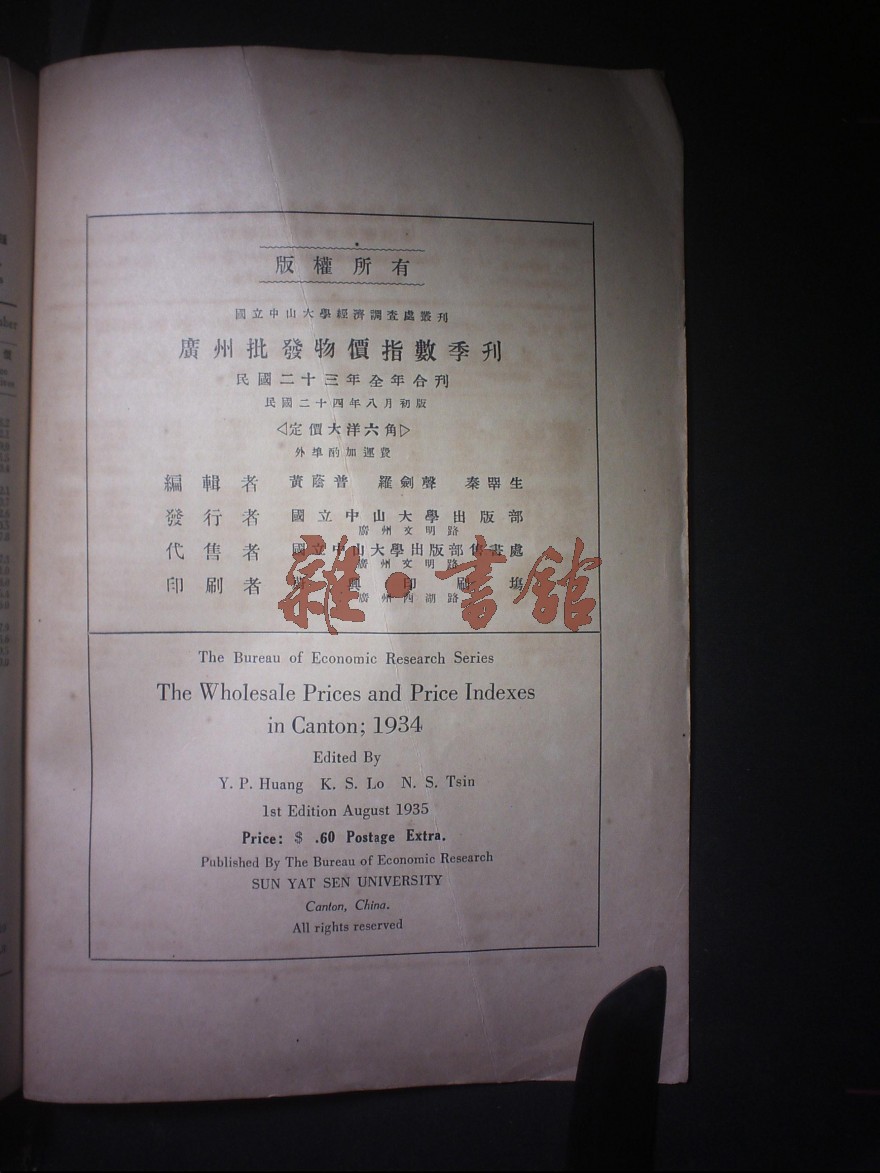 版權所有
國立中山大學經濟調查處叢刊
廣州批發物價指數季刊
民國二十三年全年合刊
民國二十四年八月初版
◁定價大洋六角▷
外埠酌加運費
編輯者 黃蔭普 羅劍聲 秦翠生
發行者 國立中山大學出版部
廣州文明路
代售者 國立中山大學出版部售書處
廣州文明路
印刷者 興印刷塲
廣州西湖路
雜·書館
The Bureau of Economic Research Series
The Wholesale Prices and Price Indexes
in Canton; 1934
Edited By
Y. P. Huang K. S. Lo N. S. Tsin
1st Edition August 1935
Price: $ .60 Postage Extra.
Published By The Bureau of Economic Research
SUN YAT SEN UNIVERSITY
Canton, China.
All rights reserved